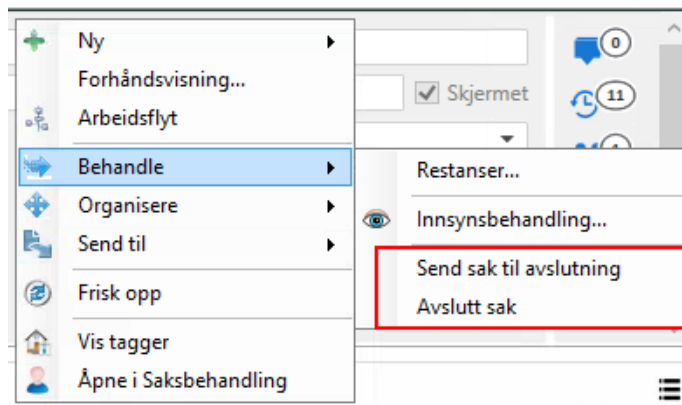 Ny
Forhåndsvisning...
Arbeidsflyt
Behandle
Organisere
Send til
Frisk opp
Vis tagger
Åpne i Saksbehandling
Restanser...
Innsynsbehandling...
Send sak til avslutning
Avslutt sak
Skjermet
0
11